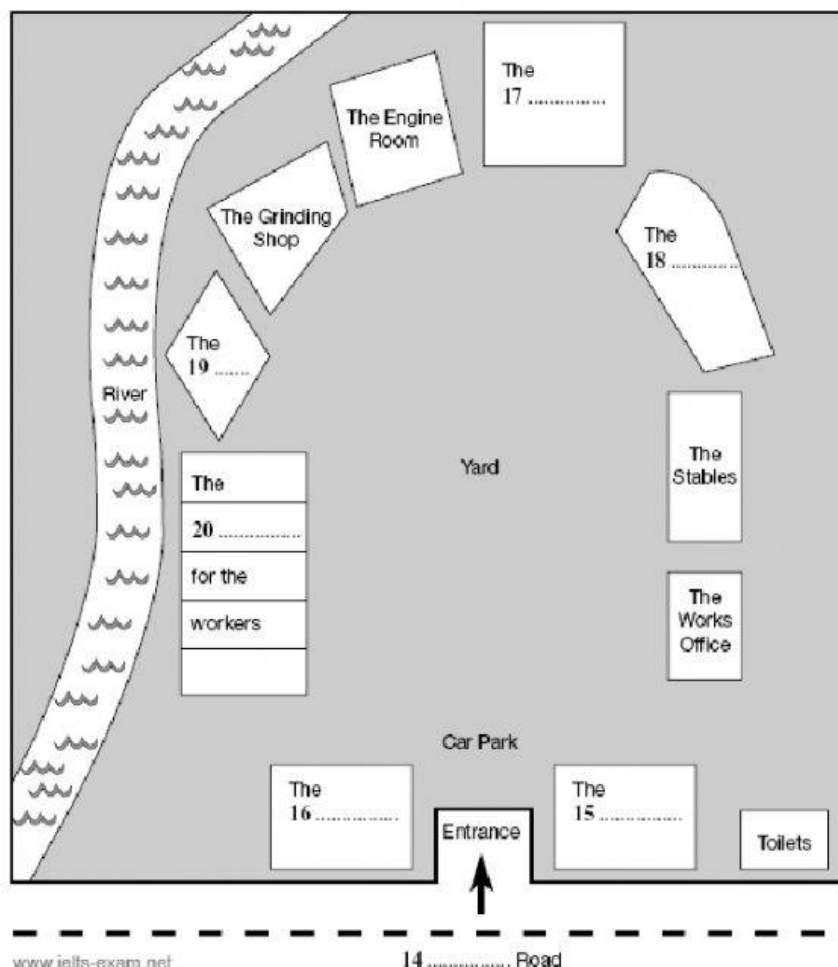 The
17 ................
The Engine
Room
The Grinding
Shop
The
18 ................
The
19 ......
River
Yard
The
Stables
The
20 ................
for the
workers
The
Works
Office
Car Park
The
16 ................
Entrance
The
15 ................
Toilets
www.ielts-exam.net
14 ................ Road